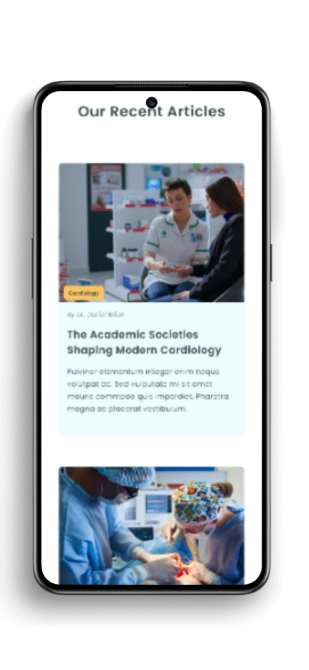 Our Recent Articles
Cardiology
By Dr.
The Academic Societies
Shaping Modern Cardiology
Pulvinar elementum integer enim neque
volutpat ac. Sed vulputate mi sit amet
mauris commodo quis imperdiet. Pharetra
magna ac placerat vestibulum.